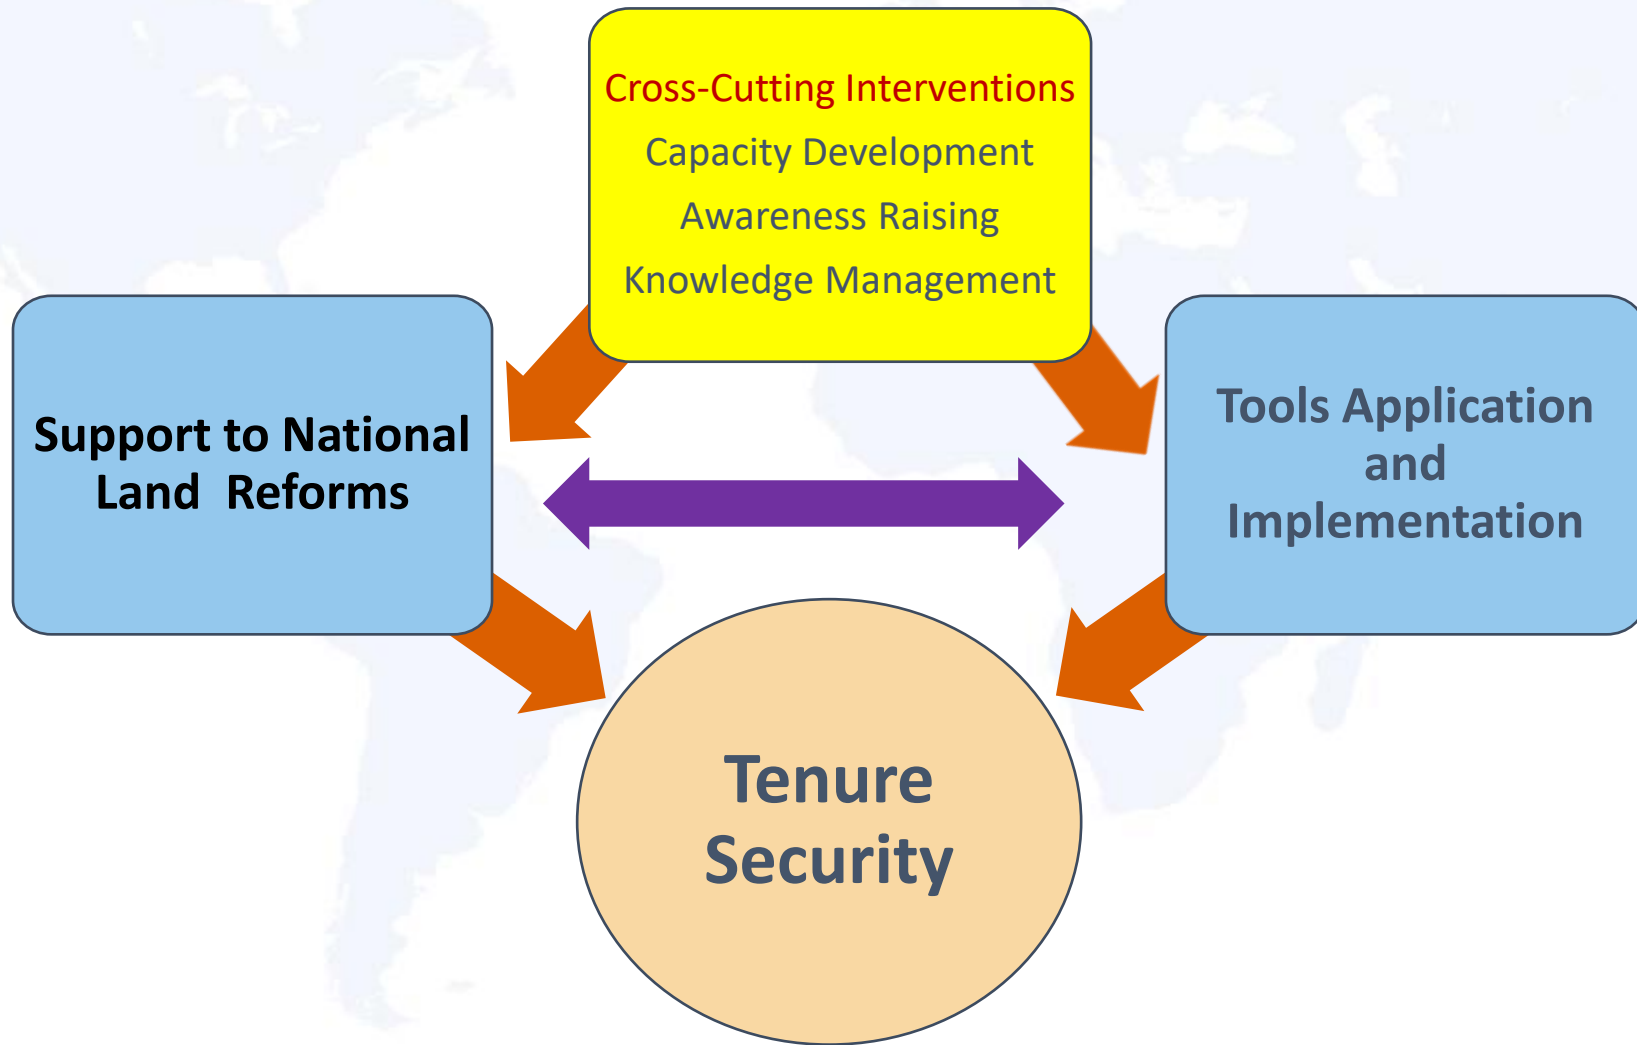 Cross-Cutting Interventions
Capacity Development
Awareness Raising
Knowledge Management
Support to National
Land  Reforms
Tools Application
and
Implementation
Tenure
Security